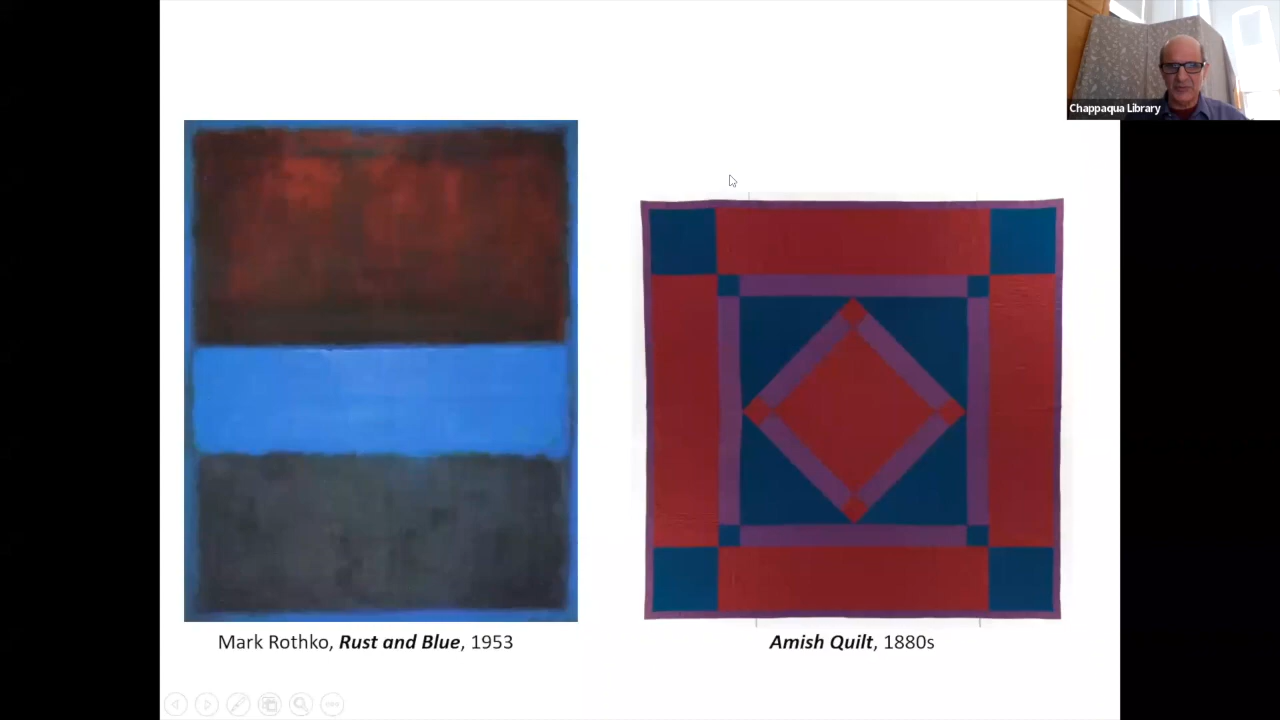 Chappaqua Library
Mark Rothko, Rust and Blue, 1953
Amish Quilt, 1880s